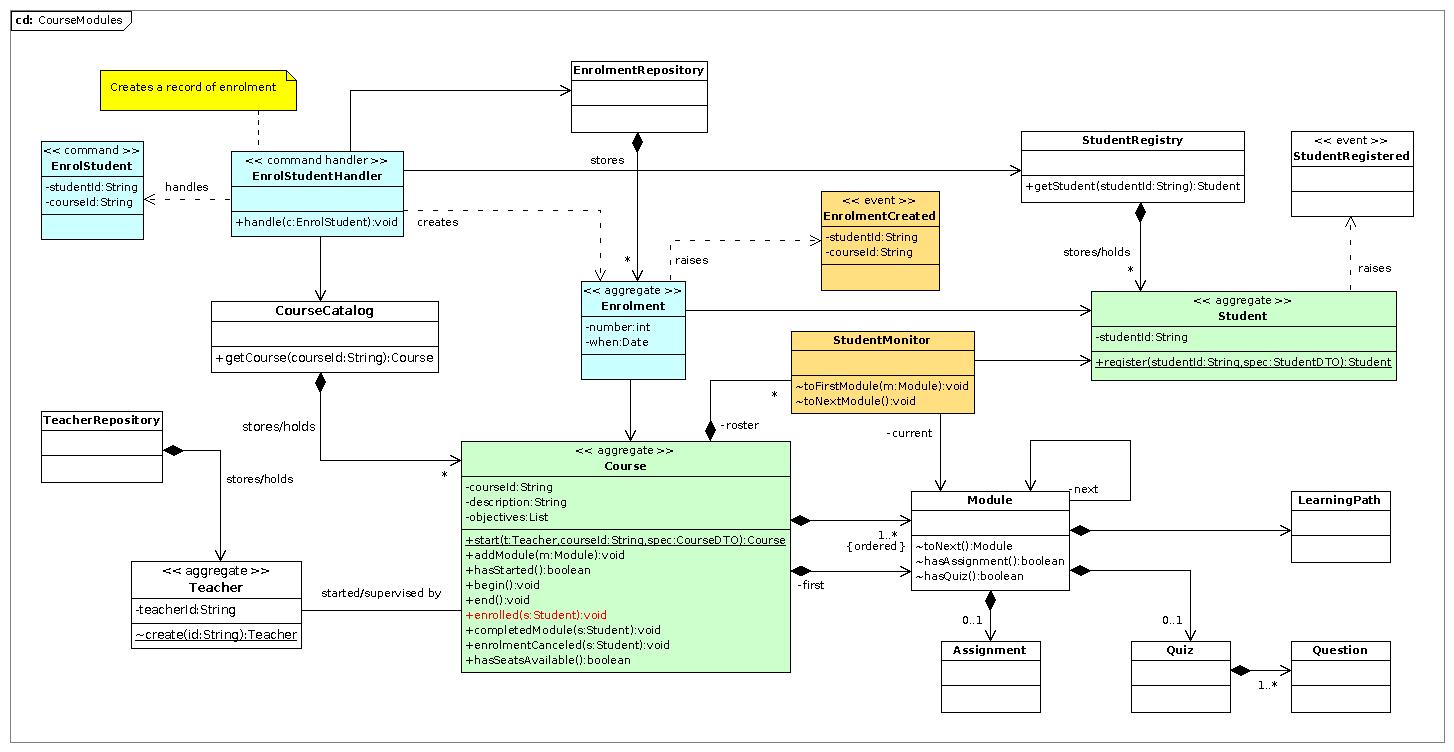 cd: CourseModules
Creates a record of enrolment
EnrolmentRepository
<< command >>
EnrolStudent
-studentId:String
-courseId:String
handles
<< command handler >>
EnrolStudentHandler
+handle(c:EnrolStudent):void
creates
stores
*
StudentRegistry
+getStudent(studentId:String):Student
<< event >>
StudentRegistered
<< event >>
EnrolmentCreated
-studentId:String
-courseId:String
raises
stores/holds
*
raises
CourseCatalog
+getCourse(courseId:String):Course
<< aggregate >>
Enrolment
-number:int
-when:Date
<< aggregate >>
Student
-studentId:String
+register(studentId:String,spec:StudentDTO):Student
StudentMonitor
~toFirstModule(m:Module):void
~toNextModule():void
*
-roster
-current
stores/holds
*
TeacherRepository
stores/holds
<< aggregate >>
Course
-courseId:String
-description:String
-objectives:List
+start(t:Teacher,courseId:String,spec:CourseDTO):Course
+addModule(m:Module):void
+hasStarted():boolean
+begin():void
+end():void
+enrolled(s:Student):void
+completedModule(s:Student):void
+enrolmentCanceled(s:Student):void
+hasSeatsAvailable():boolean
1..*
{ordered}
-first
Module
~toNext():Module
~hasAssignment():boolean
~hasQuiz():boolean
-next
LearningPath
<< aggregate >>
Teacher
-teacherId:String
~create(id:String):Teacher
started/supervised by
0..1
Assignment
0..1
Quiz
1..*
Question